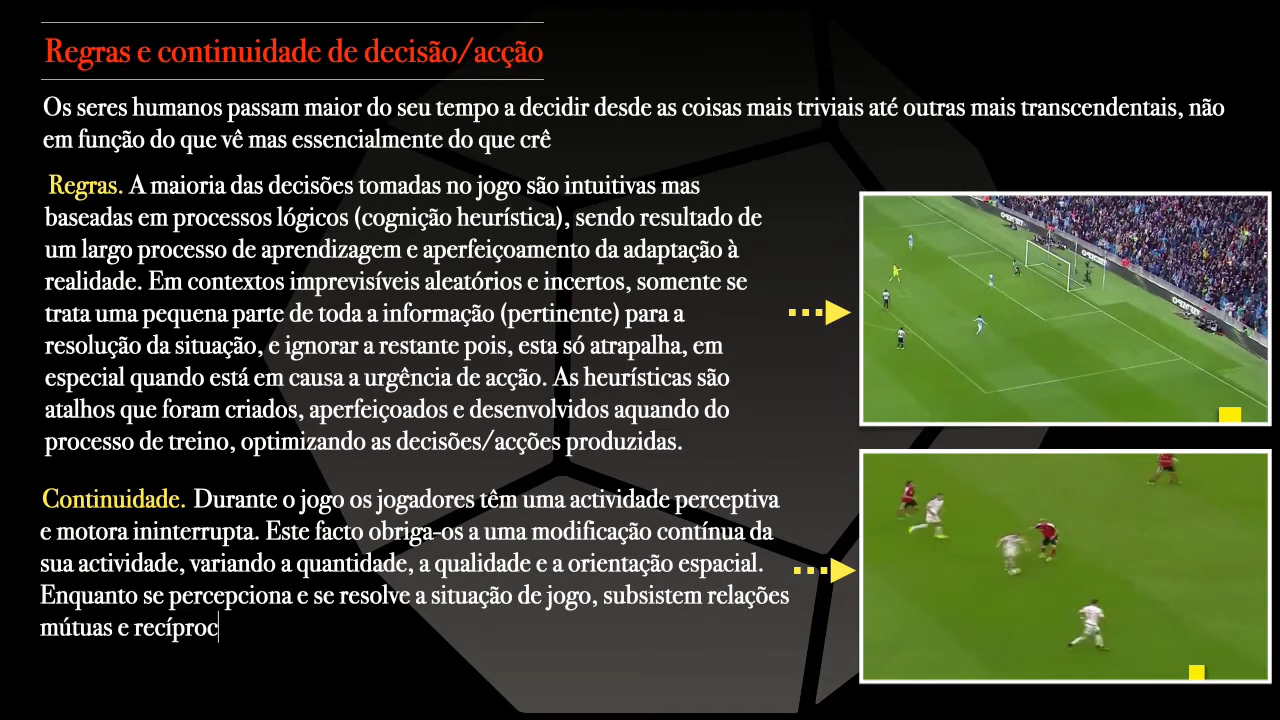 Regras e continuidade de decisão/acção
Os seres humanos passam maior do seu tempo a decidir desde as coisas mais triviais até outras mais transcendentais, não
em função do que vê mas essencialmente do que crê
Regras. A maioria das decisões tomadas no jogo são intuitivas mas
baseadas em processos lógicos (cognição heurística), sendo resultado de
um largo processo de aprendizagem e aperfeiçoamento da adaptação à
realidade. Em contextos imprevisíveis aleatórios e incertos, somente se
trata uma pequena parte de toda a informação (pertinente) para a
resolução da situação, e ignorar a restante pois, esta só atrapalha, em
especial quando está em causa a urgência de acção. As heurísticas são
atalhos que foram criados, aperfeiçoados e desenvolvidos aquando do
processo de treino, optimizando as decisões/acções produzidas.
Continuidade. Durante o jogo os jogadores têm uma actividade perceptiva
e motora ininterrupta. Este facto obriga-os a uma modificação contínua da
sua actividade, variando a quantidade, a qualidade e a orientação espacial.
Enquanto se percepciona e se resolve a situação de jogo, subsistem relações
mútuas e recíproc